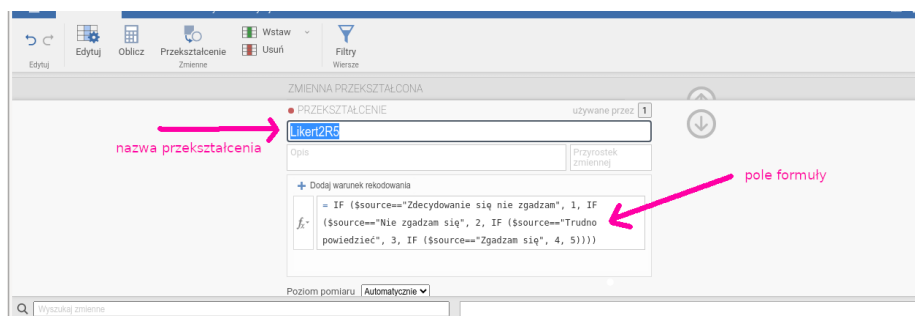 Edytuj
Oblicz
Przekształcenie
Wstaw
Usuń
Filtry
Edytuj
Zmienne
Wiersze
ZMIENNA PRZEKSZTAŁCONA
PRZEKSZTAŁCENIE
używane przez 1
Likert2R5
nazwa przekształcenia
Opis
Przyrostek
zmiennej
pole formuły
+ Dodaj warunek rekodowania
fx
= IF ($source=="Zdecydowanie się nie zgadzam", 1, IF
($source=="Nie zgadzam się", 2, IF ($source=="Trudno
powiedzieć", 3, IF ($source=="Zgadzam się", 4, 5))))
Poziom pomiaru Automatycznie
Wyszukaj zmienne